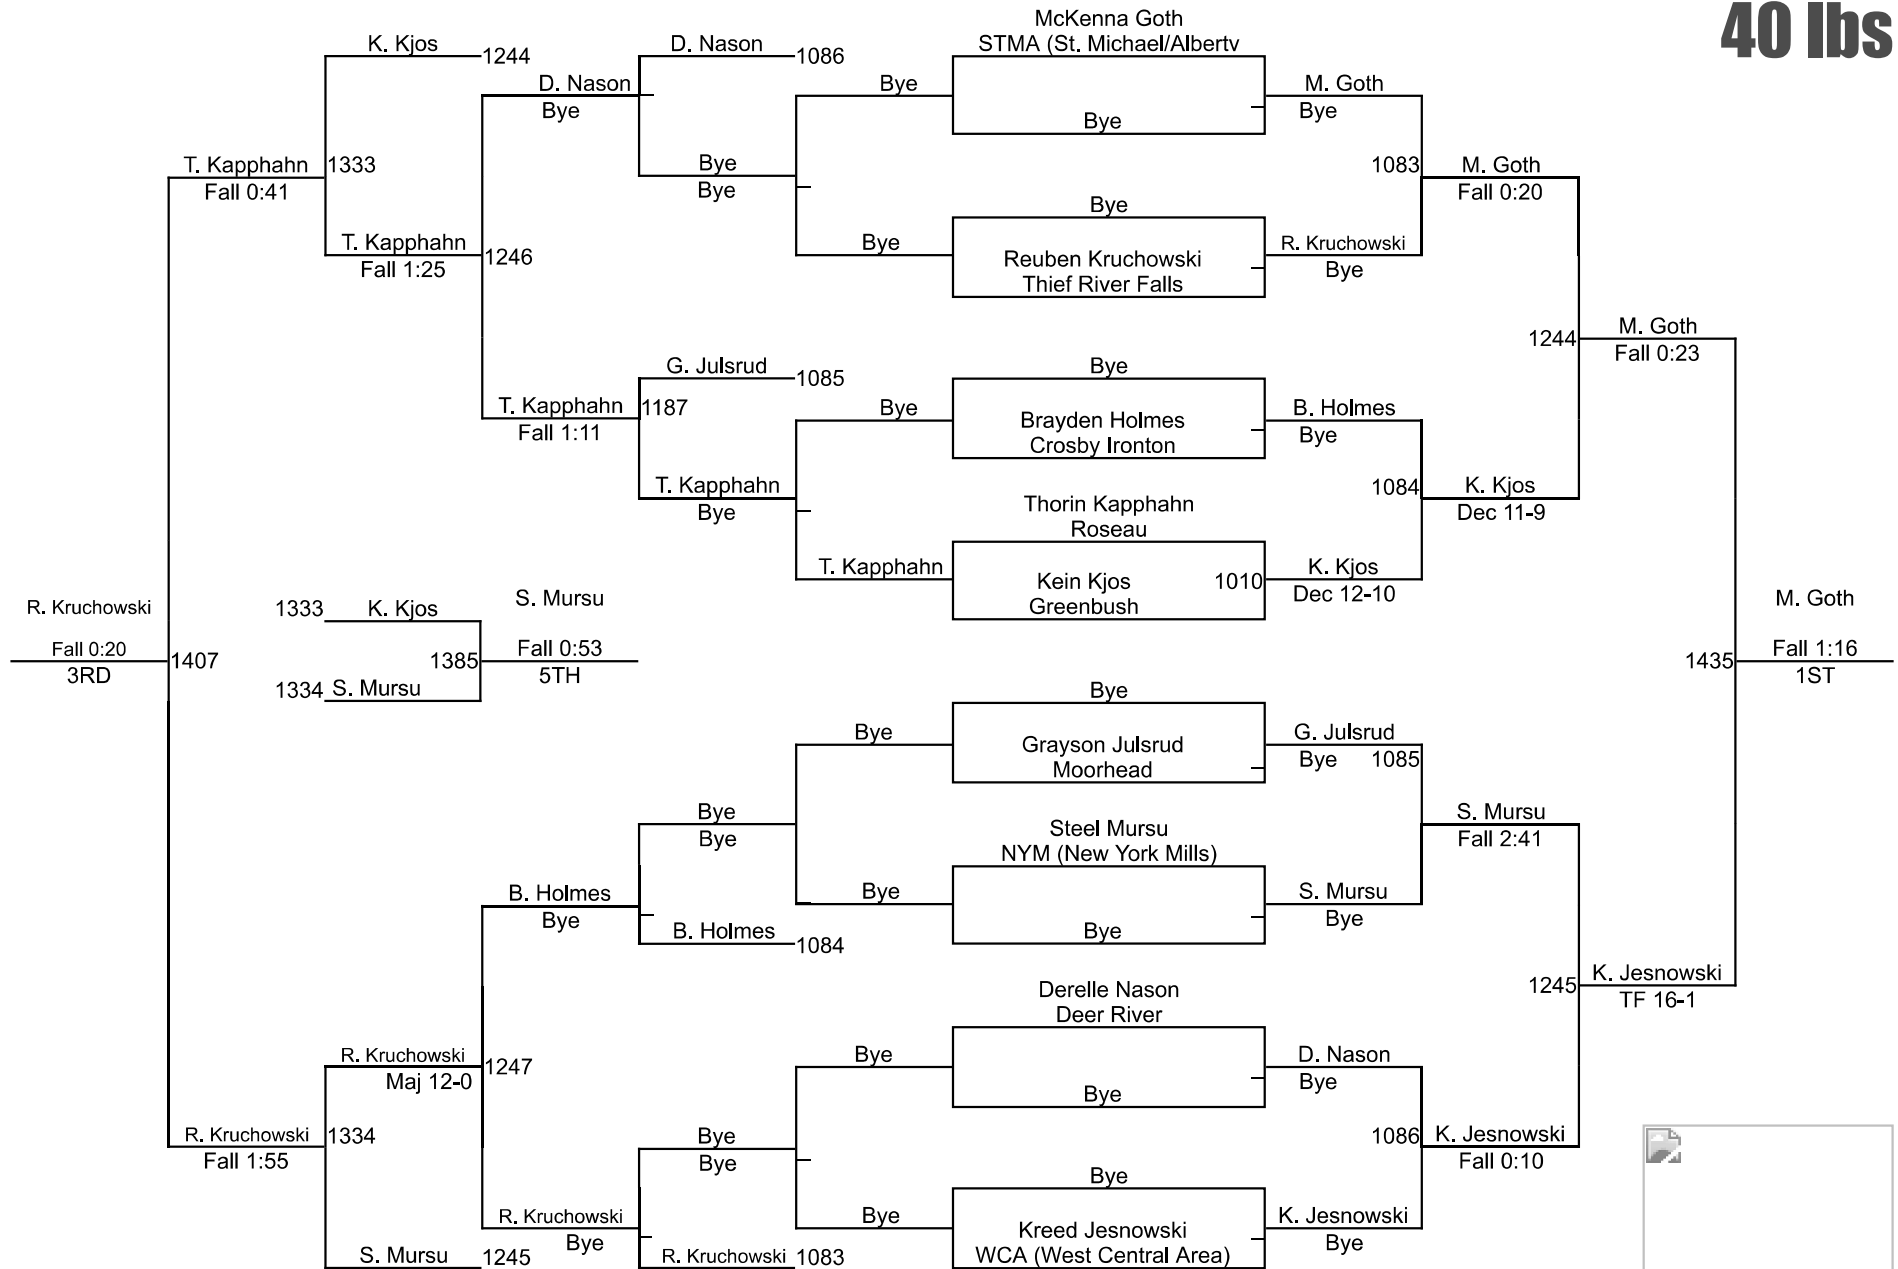 40 lbs
McKenna Goth
STMA (St. Michael/Albertv
K. Kjos
1244
D. Nason
1086
D. Nason
Bye
Bye
M. Goth
Bye
Bye
T. Kapphahn
1333
Fall 0:41
Bye
Bye
1083
M. Goth
Fall 0:20
Bye
T. Kapphahn
Fall 1:25
1246
Bye
Reuben Kruchowski
Thief River Falls
R. Kruchowski
Bye
1244
M. Goth
Fall 0:23
G. Julsrud
1085
Bye
T. Kapphahn
1187
Fall 1:11
Bye
Brayden Holmes
Crosby Ironton
B. Holmes
Bye
T. Kapphahn
Bye
1084
K. Kjos
Dec 11-9
Thorin Kapphahn
Roseau
T. Kapphahn
Kein Kjos
Greenbush
1010
K. Kjos
Dec 12-10
R. Kruchowski
Fall 0:20
3RD
1407
1333
K. Kjos
1385
1334
S. Mursu
S. Mursu
Fall 0:53
5TH
M. Goth
1435
Fall 1:16
1ST
Bye
Bye
Grayson Julsrud
Moorhead
G. Julsrud
Bye
1085
Bye
Bye
Steel Mursu
NYM (New York Mills)
S. Mursu
Fall 2:41
B. Holmes
Bye
Bye
Bye
S. Mursu
Bye
B. Holmes
1084
1245
K. Jesnowski
TF 16-1
Derelle Nason
Deer River
R. Kruchowski
Maj 12-0
1247
Bye
Bye
D. Nason
Bye
R. Kruchowski
1334
Fall 1:55
Bye
Bye
1086
K. Jesnowski
Fall 0:10
Bye
R. Kruchowski
Bye
Bye
Kreed Jesnowski
WCA (West Central Area)
K. Jesnowski
Bye
S. Mursu
1245
R. Kruchowski
1083